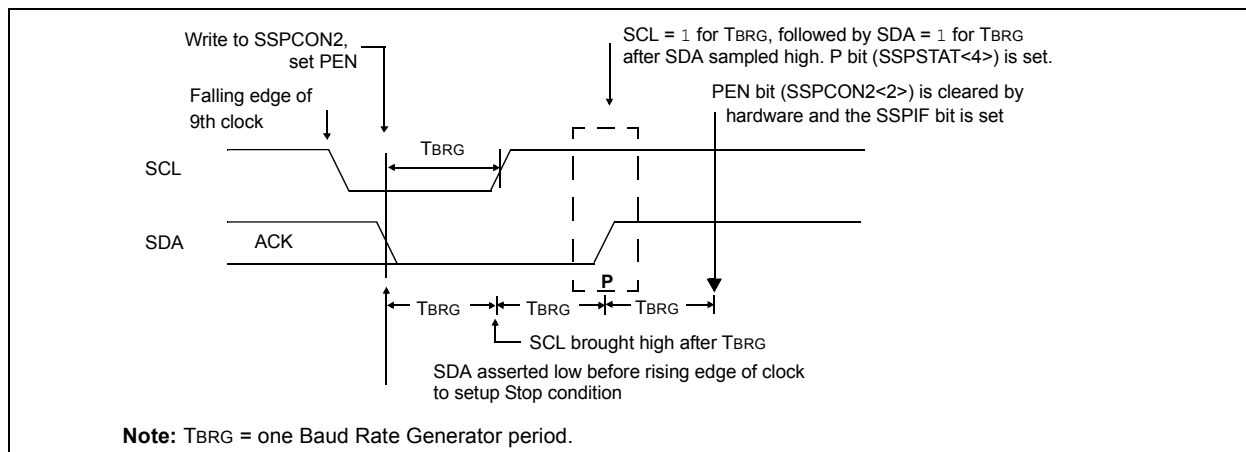 Write to SSPCON2,
set PEN
SCL = 1 for TBRG, followed by SDA = 1 for TBRG
after SDA sampled high. P bit (SSPSTAT<4>) is set.
Falling edge of
9th clock
PEN bit (SSPCON2<2>) is cleared by
hardware and the SSPIF bit is set
TBRG
SCL
SDA
ACK
P
TBRG
TBRG
TBRG
SCL brought high after TBRG
SDA asserted low before rising edge of clock
to setup Stop condition
Note: TBRG = one Baud Rate Generator period.